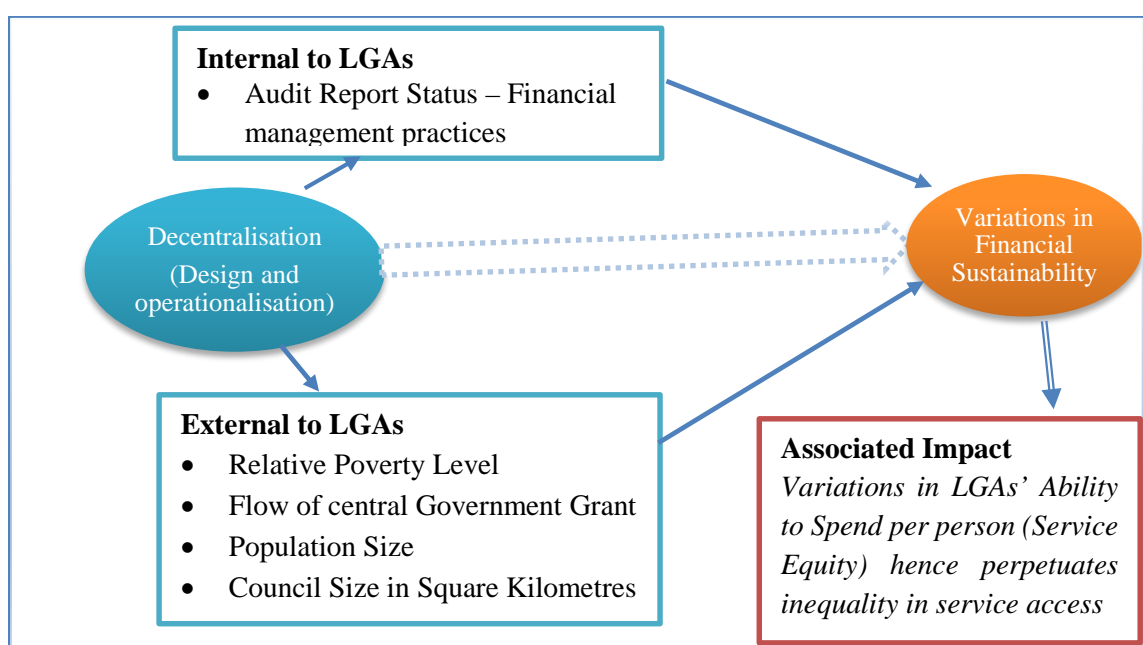 Internal to LGAs
• Audit Report Status – Financial
management practices
Decentralisation
(Design and
operationalisation)
Variations in
Financial
Sustainability
External to LGAs
• Relative Poverty Level
• Flow of central Government Grant
• Population Size
• Council Size in Square Kilometres
Associated Impact
Variations in LGAs’ Ability
to Spend per person (Service
Equity) hence perpetuates
inequality in service access